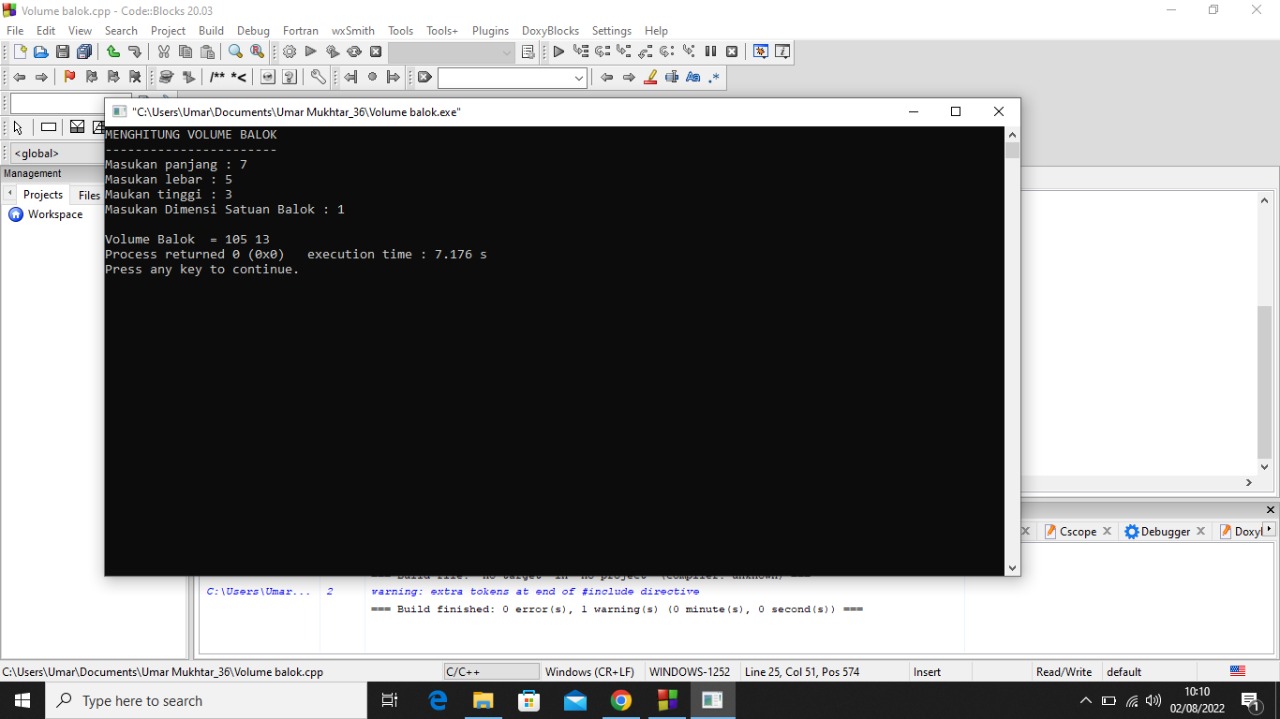 Volume balok.cpp - Code::Blocks 20.03
File Edit View Search Project Build Debug Fortran wxSmith Tools Tools+ Plugins DoxyBlocks Settings Help
/** *<
.*
"C:\Users\Umar\Documents\Umar Mukhtar_36\Volume balok.exe"
<global>
Management
Projects Files
Workspace
MENGHITUNG VOLUME BALOK
-----------------------
Masukan panjang : 7
Masukan lebar : 5
Maukan tinggi : 3
Masukan Dimensi Satuan Balok : 1
Volume Balok  = 105 13
Process returned 0 (0x0)   execution time : 7.176 s
Press any key to continue.
Cscope Debugger
=== Build file: "no target" in "no project" (compiler: unknown) ===
C:\Users\Umar... 2 warning: extra tokens at end of #include directive
=== Build finished: 0 error(s), 1 warning(s) (0 minute(s), 0 second(s)) ===
C:\Users\Umar\Documents\Umar Mukhtar_36\Volume balok.cpp C/C++ Windows (CR+LF) WINDOWS-1252 Line 25, Col 51, Pos 574 Insert Read/Write default
Type here to search
10:10
02/08/2022
1